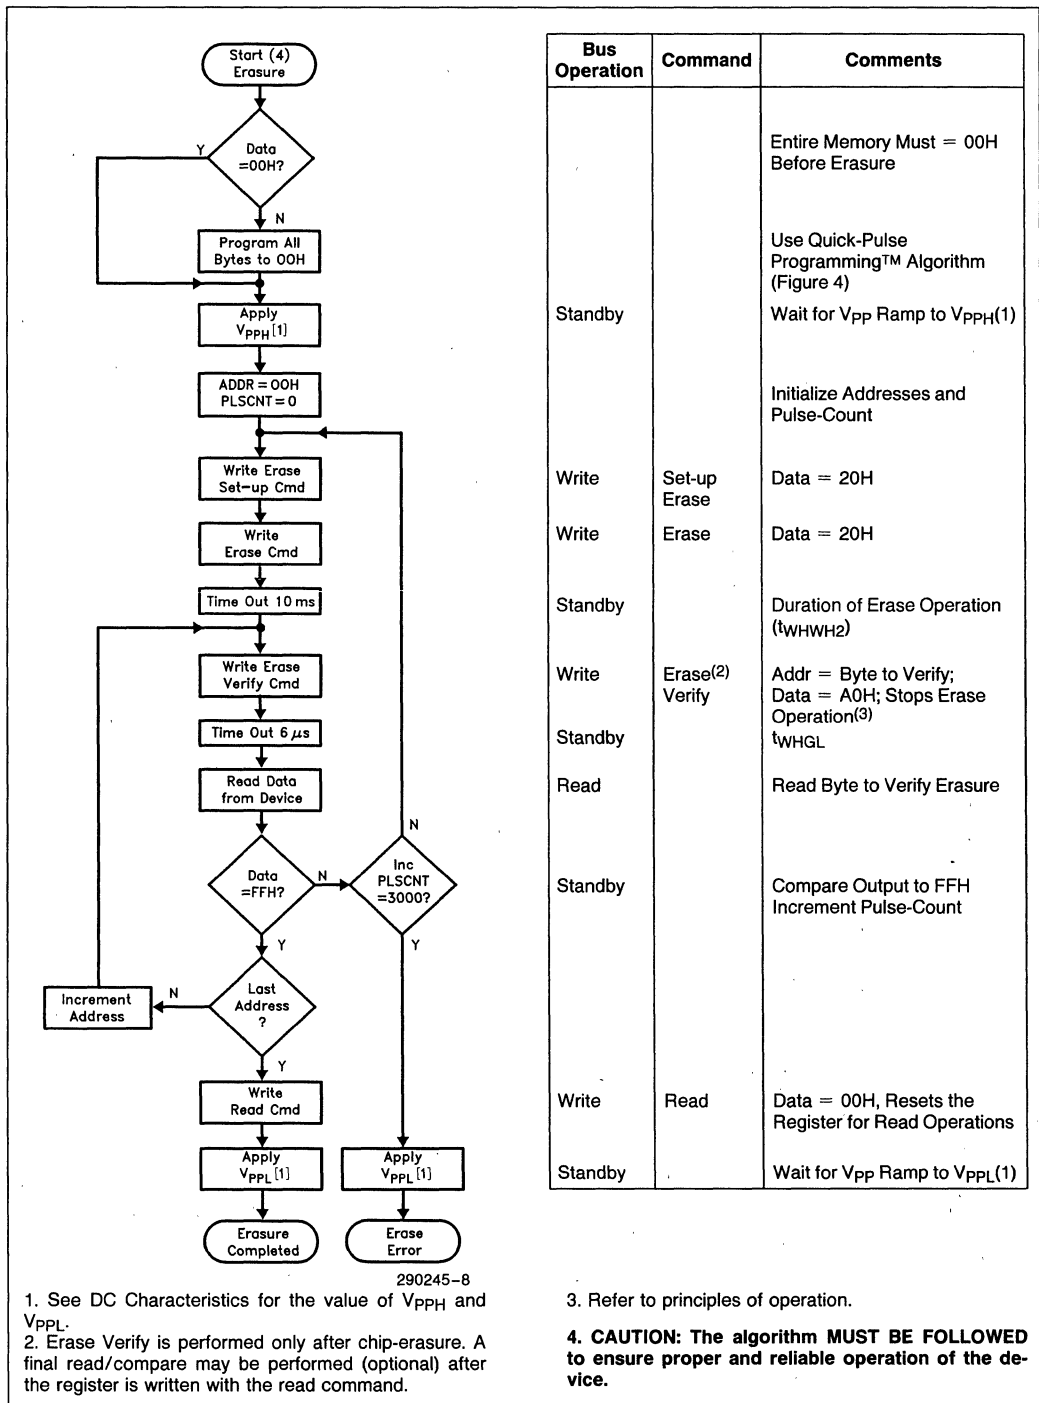 Start (4)
Erasure
Data
=00H?
Y
N
Program All
Bytes to 00H
Apply
VPPH[1]
ADDR = 00H
PLSCNT = 0
Write Erase
Set-up Cmd
Write
Erase Cmd
Time Out 10 ms
Write Erase
Verify Cmd
Time Out 6 μs
Read Data
from Device
Data
=FFH?
N
Y
Inc
PLSCNT
=3000?
N
Y
Last
Address
?
N
Y
Increment
Address
Write
Read Cmd
Apply
VPPL[1]
Apply
VPPL[1]
Erasure
Completed
Erase
Error
290245-8
Bus
Operation
Command
Comments
Entire Memory Must = 00H
Before Erasure
Use Quick-Pulse
Programming™ Algorithm
(Figure 4)
Standby
Wait for VPP Ramp to VPPH(1)
Initialize Addresses and
Pulse-Count
Write
Set-up
Erase
Data = 20H
Write
Erase
Data = 20H
Standby
Duration of Erase Operation
(tWHWH2)
Write
Erase(2)
Verify
Addr = Byte to Verify;
Data = A0H; Stops Erase
Operation(3)
Standby
tWHGL
Read
Read Byte to Verify Erasure
Standby
Compare Output to FFH
Increment Pulse-Count
Write
Read
Data = 00H, Resets the
Register for Read Operations
Standby
Wait for VPP Ramp to VPPL(1)
1. See DC Characteristics for the value of VPPH and
VPPL.
2. Erase Verify is performed only after chip-erasure. A
final read/compare may be performed (optional) after
the register is written with the read command.
3. Refer to principles of operation.
4. CAUTION: The algorithm MUST BE FOLLOWED
to ensure proper and reliable operation of the de-
vice.